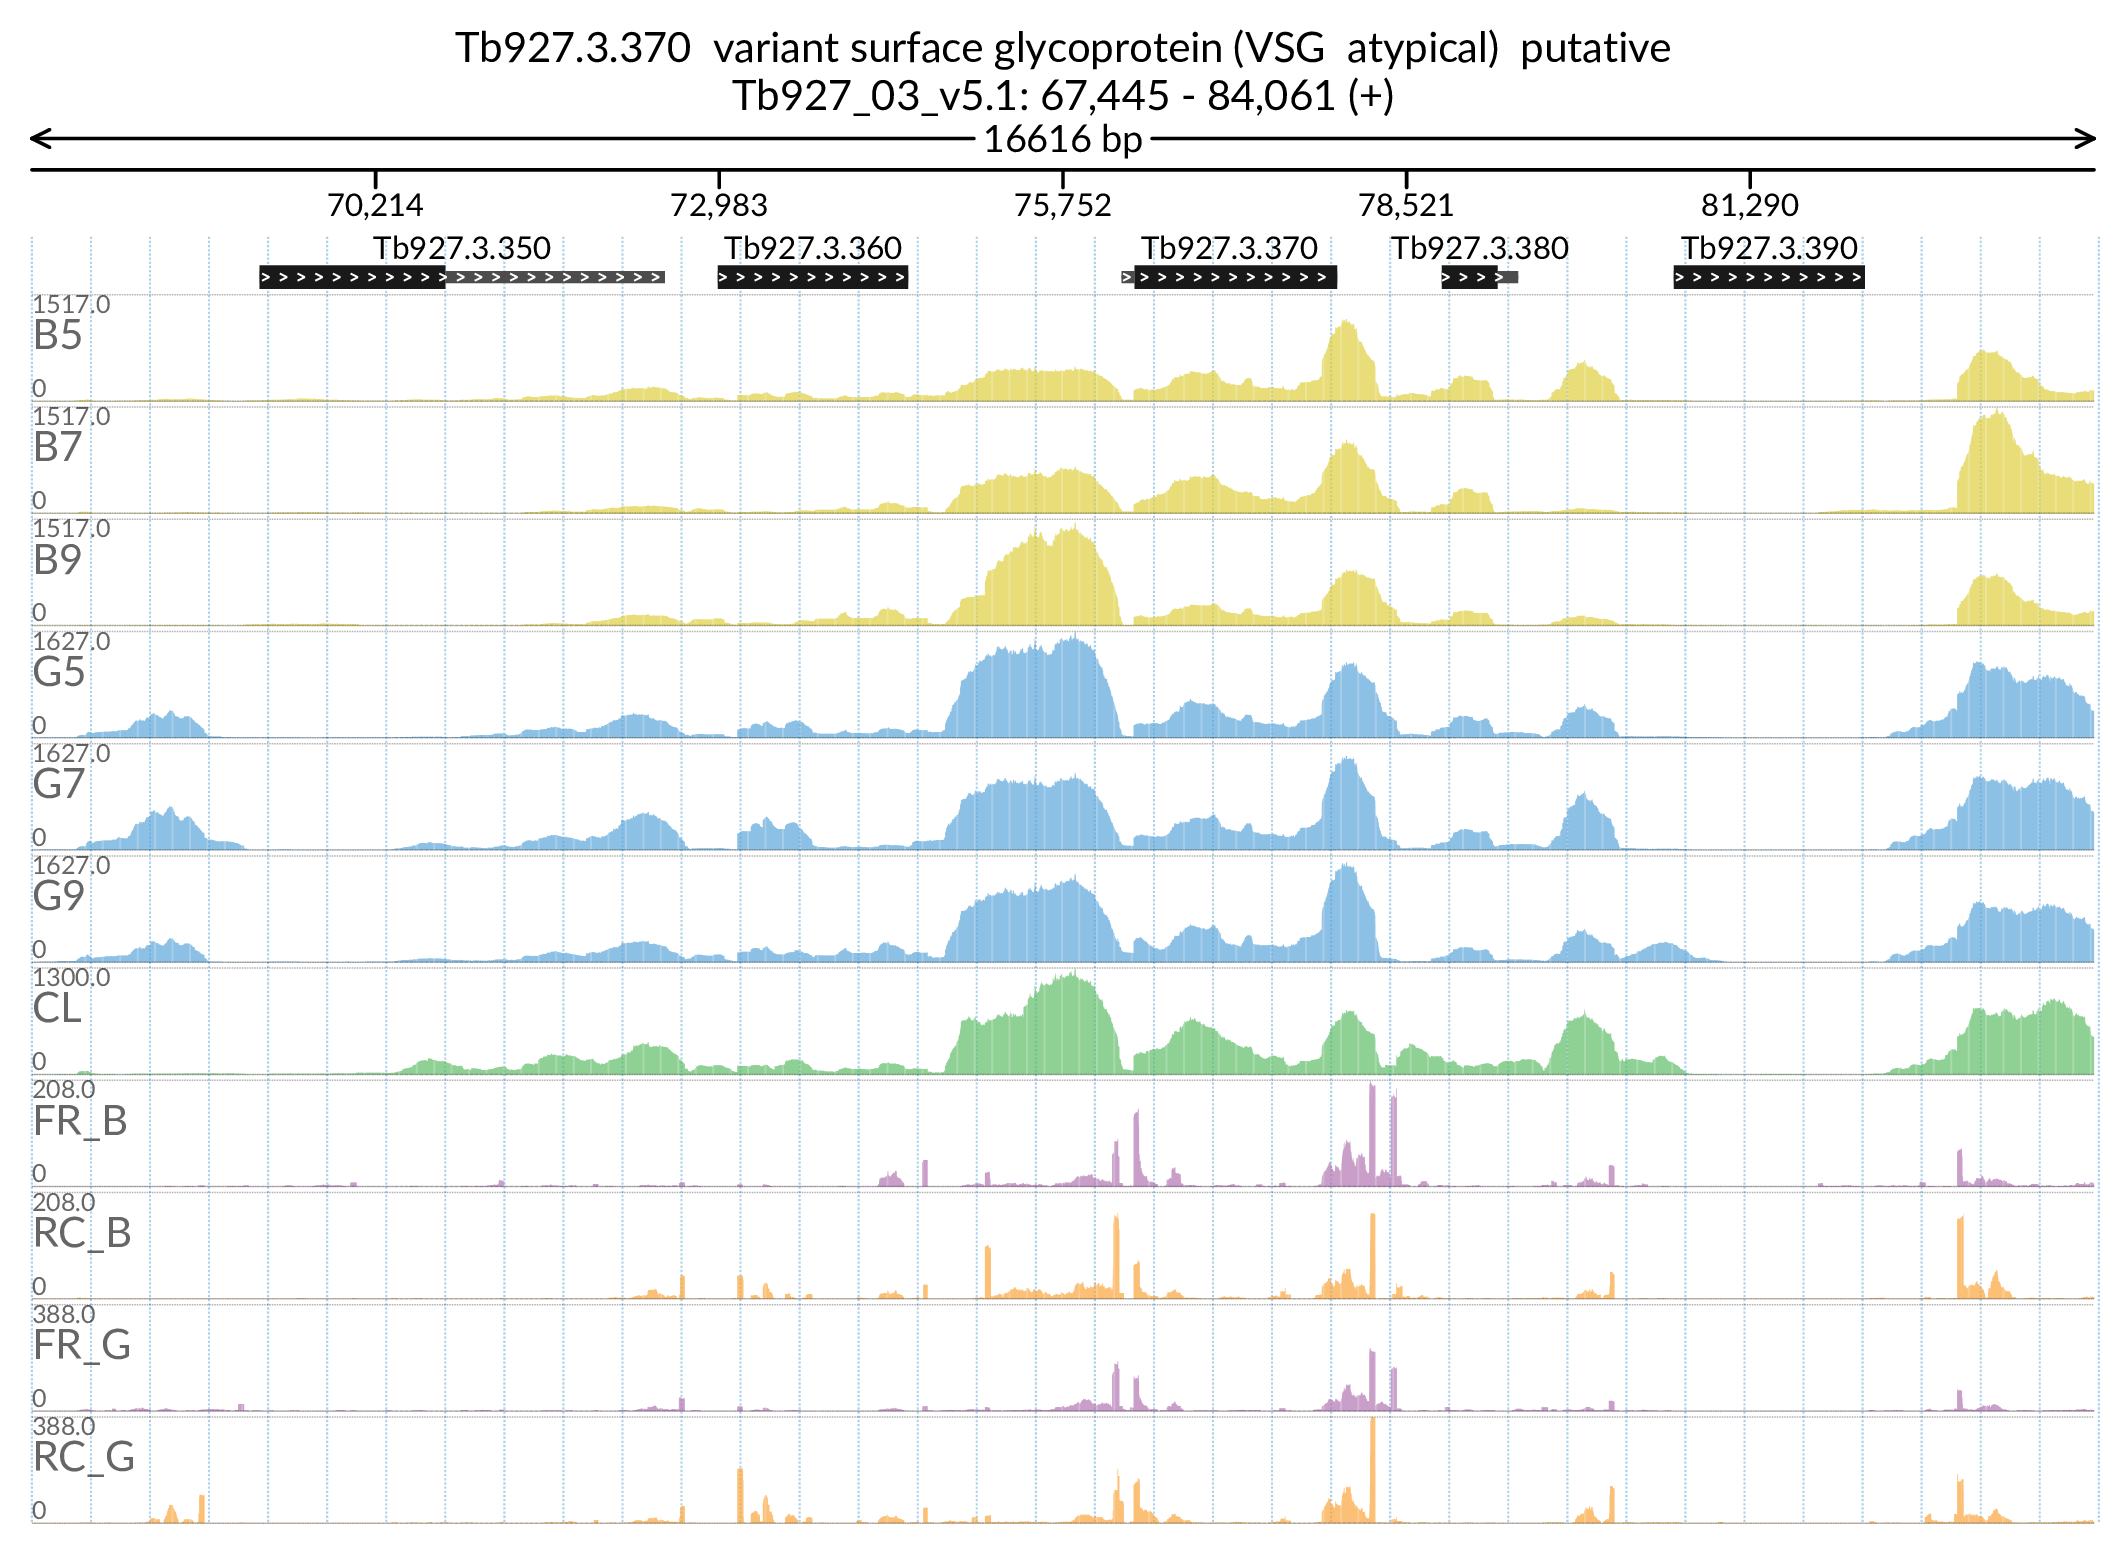 Tb927.3.370 variant surface glycoprotein (VSG atypical) putative
Tb927_03_v5.1: 67,445 - 84,061 (+)
16616 bp
70,214 72,983 75,752 78,521 81,290
Tb927.3.350 Tb927.3.360 Tb927.3.370 Tb927.3.380 Tb927.3.390
1517.0
B5
0
1517.0
B7
0
1517.0
B9
0
1627.0
G5
0
1627.0
G7
0
1627.0
G9
0
1300.0
CL
0
208.0
FR_B
0
208.0
RC_B
0
388.0
FR_G
0
388.0
RC_G
0